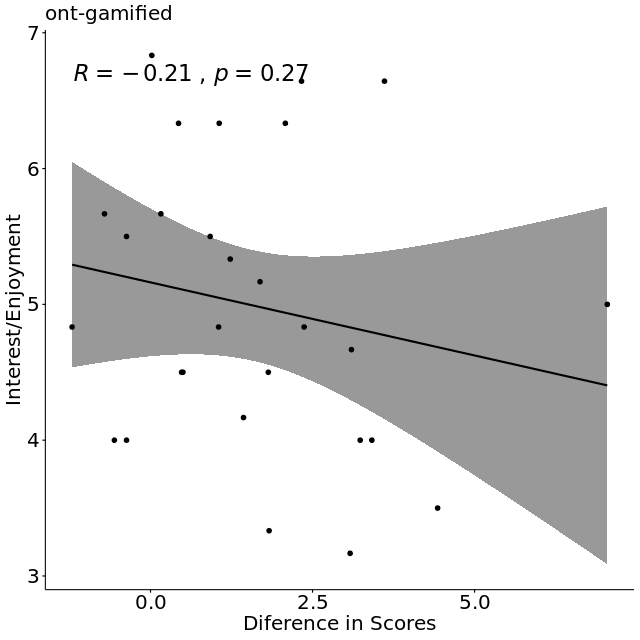 ont-gamified
7
R = −0.21 , p = 0.27
6
5
4
3
Interest/Enjoyment
0.0 2.5 5.0
Diference in Scores